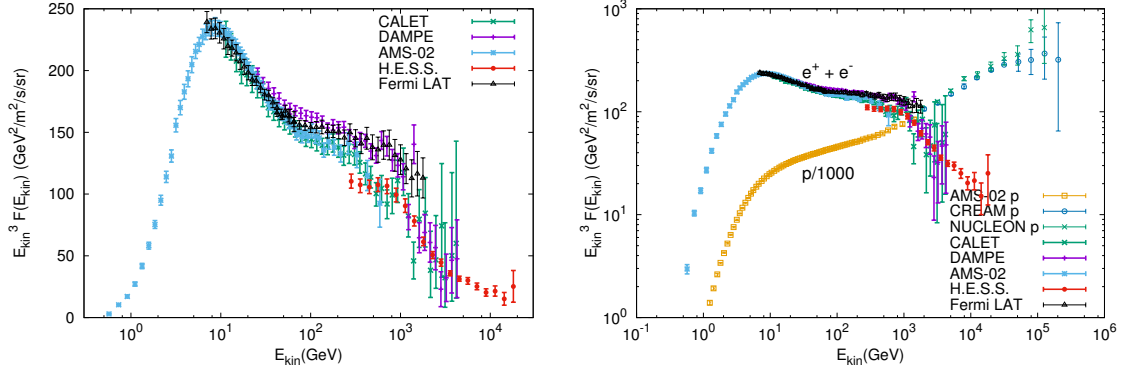 E_kin^3 F(E_kin) (GeV^2/m^2/s/sr)
250
200
150
100
50
0
10^0
10^1
10^2
10^3
10^4
E_kin(GeV)
CALET
DAMPE
AMS-02
H.E.S.S.
Fermi LAT
E_kin^3 F(E_kin) (GeV^2/m^2/s/sr)
10^3
10^2
10^1
10^0
10^-1
10^0
10^1
10^2
10^3
10^4
10^5
10^6
E_kin(GeV)
e^+ + e^-
p/1000
AMS-02 p
CREAM p
NUCLEON p
CALET
DAMPE
AMS-02
H.E.S.S.
Fermi LAT